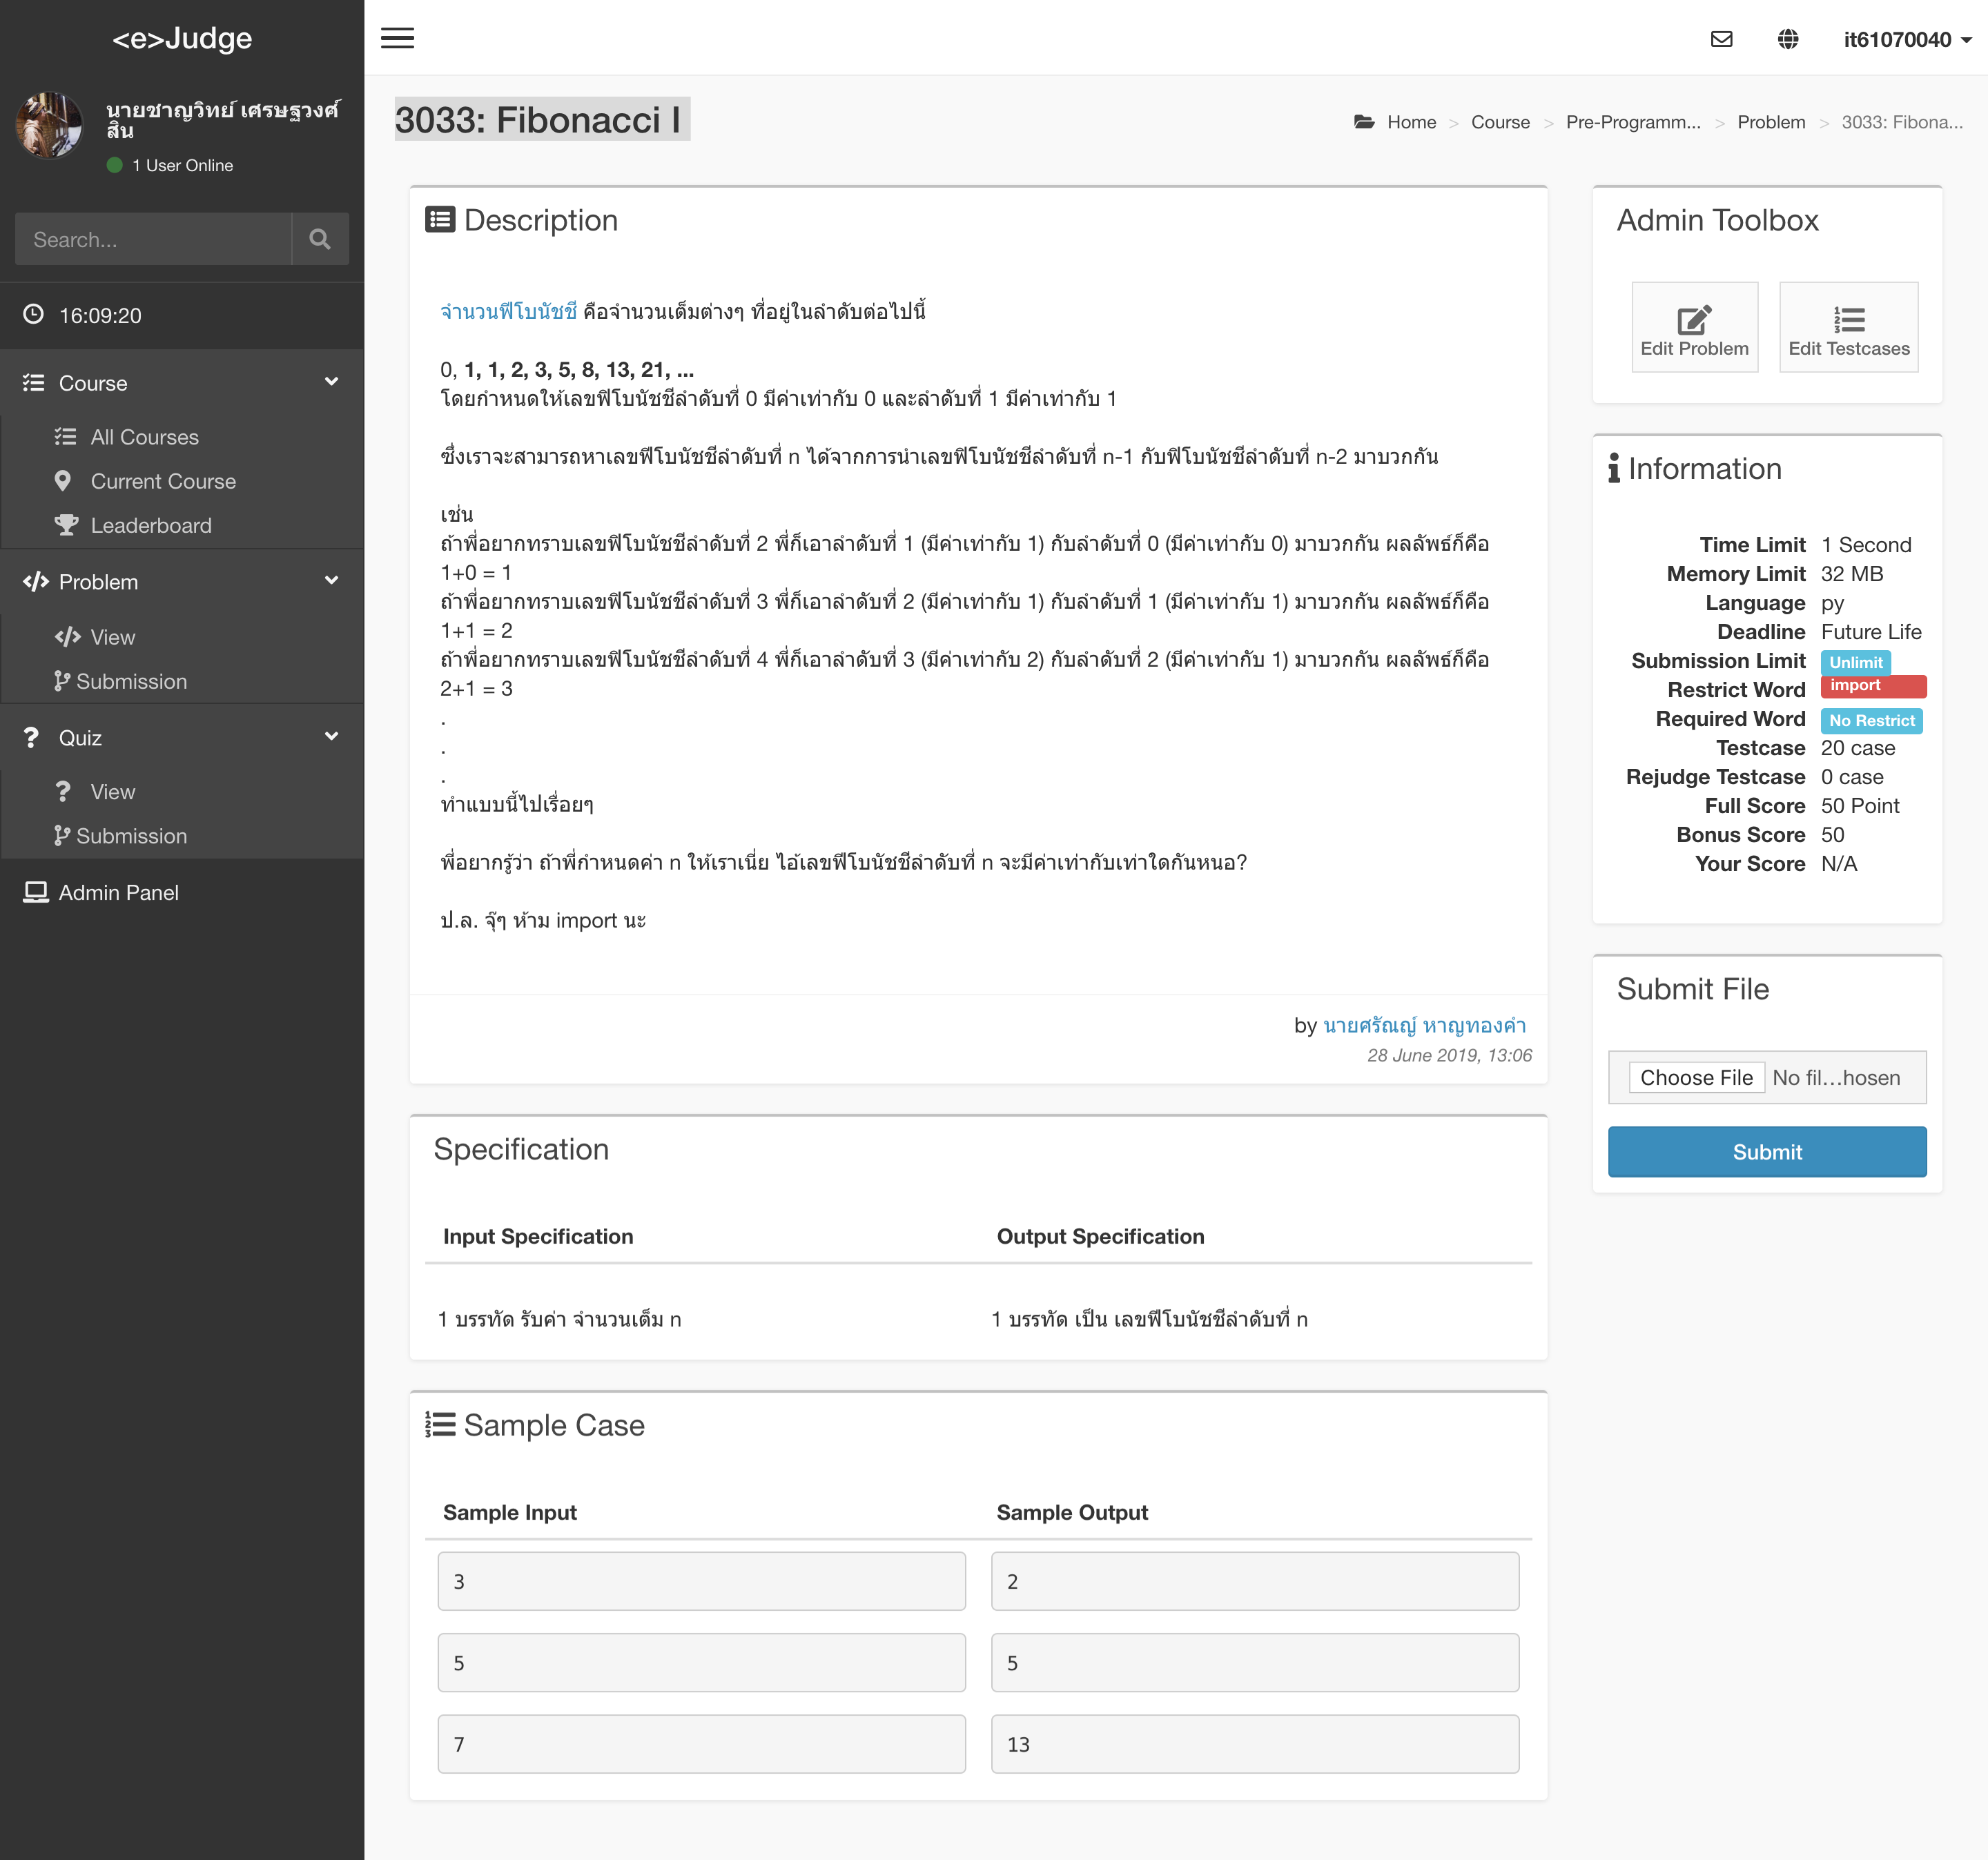 <e>Judge
it61070040
นายชาญวิทย์ เศรษฐวงศ์
สิน
1 User Online
Search...
16:09:20
Course
All Courses
Current Course
Leaderboard
Problem
View
Submission
Quiz
View
Submission
Admin Panel
3033: Fibonacci I
Home > Course > Pre-Programm... > Problem > 3033: Fibona...
Description
จำนวนฟีโบนัชชี คือจำนวนเต็มต่างๆ ที่อยู่ในลำดับต่อไปนี้
0, 1, 1, 2, 3, 5, 8, 13, 21, ...
โดยกำหนดให้เลขฟิโบนัชชีลำดับที่ 0 มีค่าเท่ากับ 0 และลำดับที่ 1 มีค่าเท่ากับ 1
ซึ่งเราจะสามารถหาเลขฟีโบนัชชีลำดับที่ n ได้จากการนำเลขฟิโบนัชชีลำดับที่ n-1 กับฟิโบนัชชีลำดับที่ n-2 มาบวกกัน
เช่น
ถ้าพี่อยากทราบเลขฟิโบนัชชีลำดับที่ 2 พี่ก็เอาลำดับที่ 1 (มีค่าเท่ากับ 1) กับลำดับที่ 0 (มีค่าเท่ากับ 0) มาบวกกัน ผลลัพธ์ก็คือ
1+0 = 1
ถ้าพี่อยากทราบเลขฟิโบนัชชีลำดับที่ 3 พี่ก็เอาลำดับที่ 2 (มีค่าเท่ากับ 1) กับลำดับที่ 1 (มีค่าเท่ากับ 1) มาบวกกัน ผลลัพธ์ก็คือ
1+1 = 2
ถ้าพี่อยากทราบเลขฟิโบนัชชีลำดับที่ 4 พี่ก็เอาลำดับที่ 3 (มีค่าเท่ากับ 2) กับลำดับที่ 2 (มีค่าเท่ากับ 1) มาบวกกัน ผลลัพธ์ก็คือ
2+1 = 3
.
.
.
ทำแบบนี้ไปเรื่อยๆ
พี่อยากรู้ว่า ถ้าพี่กำหนดค่า n ให้เราเนี่ย ไอ้เลขฟีโบนัชชีลำดับที่ n จะมีค่าเท่ากับเท่าใดกันหนอ?
ป.ล. จุ๊ๆ ห้าม import นะ
by นายศรัณญ์ หาญทองคำ
28 June 2019, 13:06
Specification
Input Specification Output Specification
1 บรรทัด รับค่า จำนวนเต็ม n 1 บรรทัด เป็น เลขฟีโบนัชชีลำดับที่ n
Sample Case
Sample Input Sample Output
3 2
5 5
7 13
Admin Toolbox
Edit Problem Edit Testcases
Information
Time Limit 1 Second
Memory Limit 32 MB
Language py
Deadline Future Life
Submission Limit Unlimit
Restrict Word import
Required Word No Restrict
Testcase 20 case
Rejudge Testcase 0 case
Full Score 50 Point
Bonus Score 50
Your Score N/A
Submit File
Choose File No fil...hosen
Submit